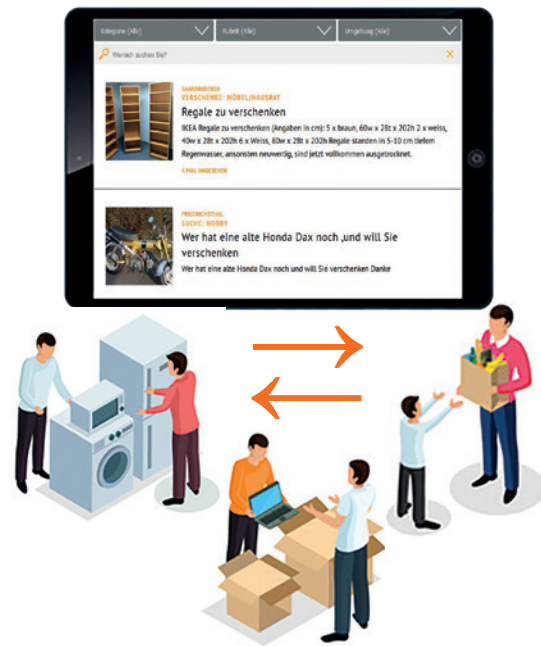 Kategorie (Alle)
Rubrik (Alle)
Umgebung (Alle)
Wonach suchen Sie?
SAARBRÜCKEN
VERSCHENKE: MÖBEL/HAUSRAT
Regale zu verschenken
IKEA Regale zu verschenken (Angaben in cm): 5 x braun, 60w x 28t x 202h 2 x weiss,
40w x 28t x 202h 6 x Weiss, 80w x 28t x 202h Regale standen in 5-10 cm tiefem
Regenwasser, ansonsten neuwertig, sind jetzt vollkommen ausgetrocknet.
MAL ANGESEHEN
FRIEDRICHSTHAL
SUCHE: HOBBY
Wer hat eine alte Honda Dax noch ,und will Sie
verschenken
Wer hat eine alte Honda Dax noch und will Sie verschenken Danke